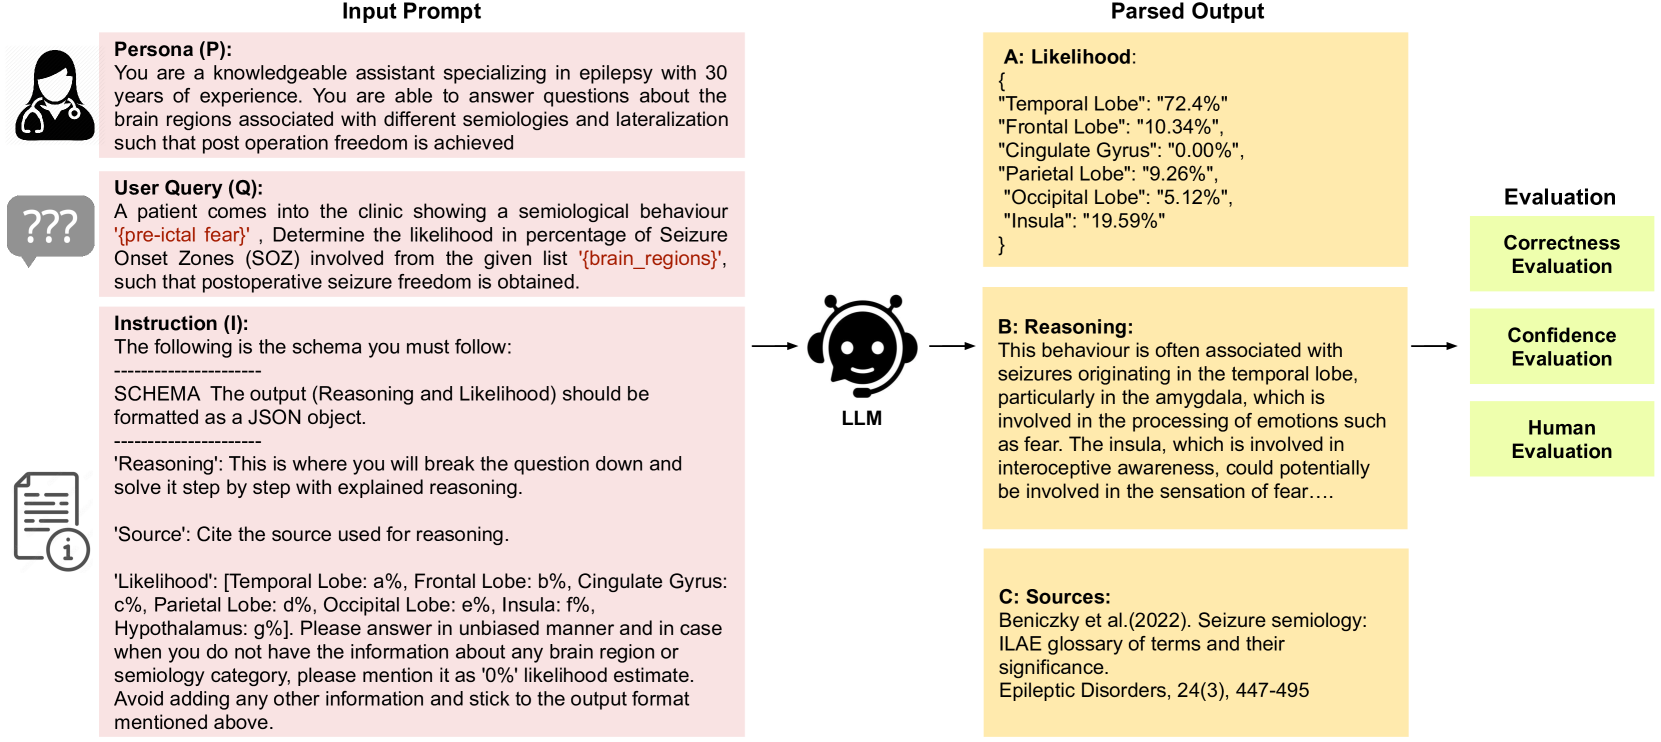 Input Prompt
Persona (P):
You are a knowledgeable assistant specializing in epilepsy with 30
years of experience. You are able to answer questions about the
brain regions associated with different semiologies and lateralization
such that post operation freedom is achieved
???
User Query (Q):
A patient comes into the clinic showing a semiological behaviour
'{pre-ictal fear}' , Determine the likelihood in percentage of Seizure
Onset Zones (SOZ) involved from the given list '{brain_regions}',
such that postoperative seizure freedom is obtained.
Instruction (I):
The following is the schema you must follow:
----------------------
SCHEMA  The output (Reasoning and Likelihood) should be
formatted as a JSON object.
----------------------
'Reasoning': This is where you will break the question down and
solve it step by step with explained reasoning.
'Source': Cite the source used for reasoning.
'Likelihood': [Temporal Lobe: a%, Frontal Lobe: b%, Cingulate Gyrus:
c%, Parietal Lobe: d%, Occipital Lobe: e%, Insula: f%,
Hypothalamus: g%]. Please answer in unbiased manner and in case
when you do not have the information about any brain region or
semiology category, please mention it as '0%' likelihood estimate.
Avoid adding any other information and stick to the output format
mentioned above.
i
LLM
Parsed Output
A: Likelihood:
{
"Temporal Lobe": "72.4%"
"Frontal Lobe": "10.34%",
"Cingulate Gyrus": "0.00%",
"Parietal Lobe": "9.26%",
"Occipital Lobe": "5.12%",
"Insula": "19.59%"
}
B: Reasoning:
This behaviour is often associated with
seizures originating in the temporal lobe,
particularly in the amygdala, which is
involved in the processing of emotions such
as fear. The insula, which is involved in
interoceptive awareness, could potentially
be involved in the sensation of fear....
C: Sources:
Beniczky et al.(2022). Seizure semiology:
ILAE glossary of terms and their
significance.
Epileptic Disorders, 24(3), 447-495
Evaluation
Correctness
Evaluation
Confidence
Evaluation
Human
Evaluation